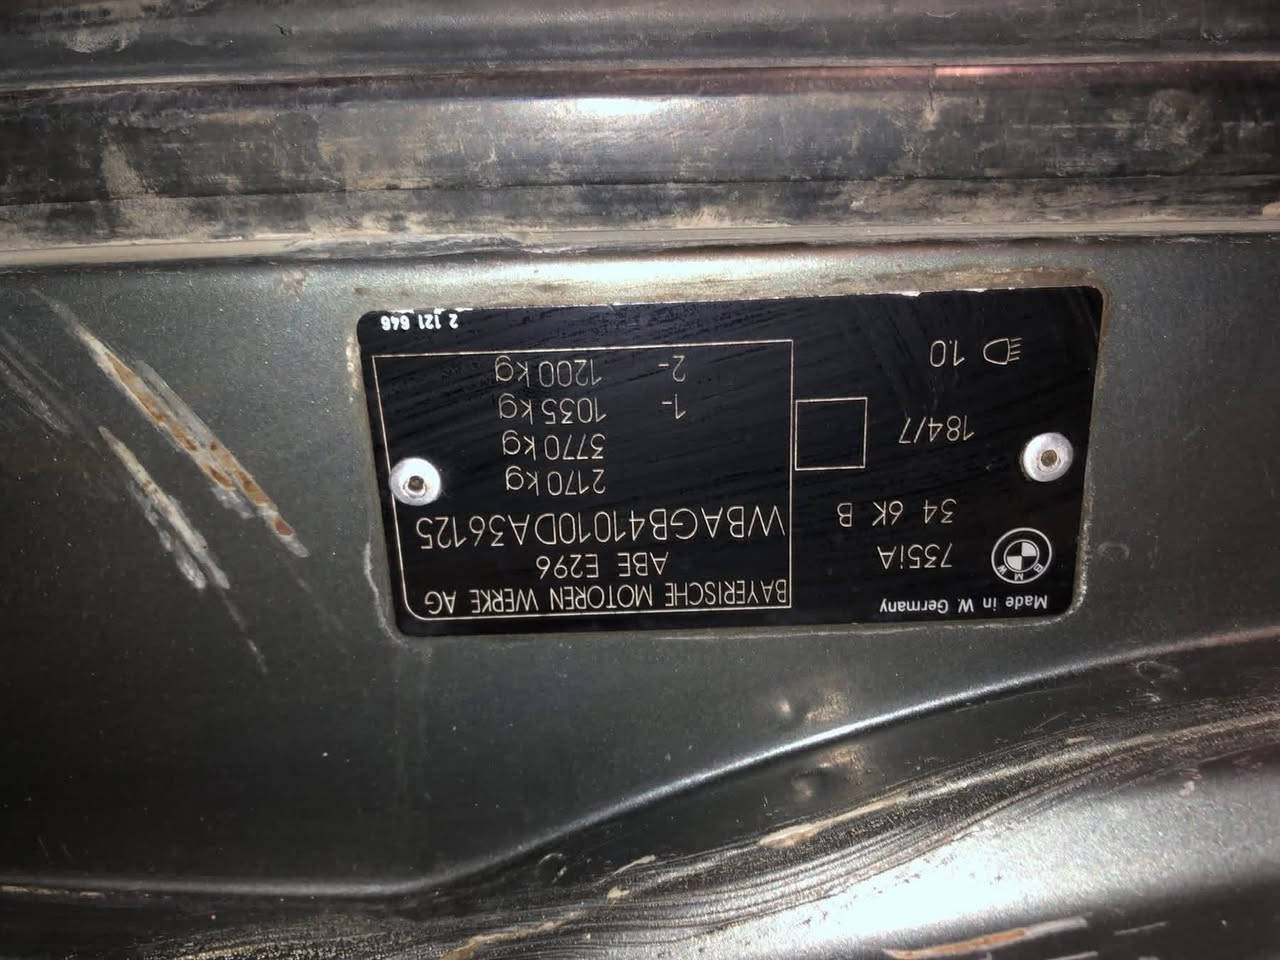 Made in W. Germany
BMW
735iA
34 6K B
184/7
1.0
BAYERISCHE MOTOREN WERKE AG
ABE E296
WBAGB41010DA36125
2170 kg
3770 kg
1- 1035 kg
2- 1200 kg
2 121 646